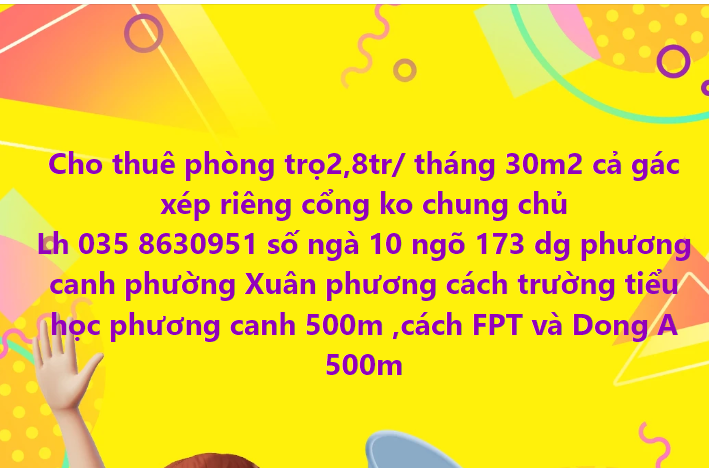 Cho thuê phòng trọ2,8tr/ tháng 30m2 cả gác
xép riêng cổng ko chung chủ
Lh 035 8630951 số ngà 10 ngõ 173 dg phương
canh phường Xuân phương cách trường tiểu
học phương canh 500m ,cách FPT và Dong A
500m